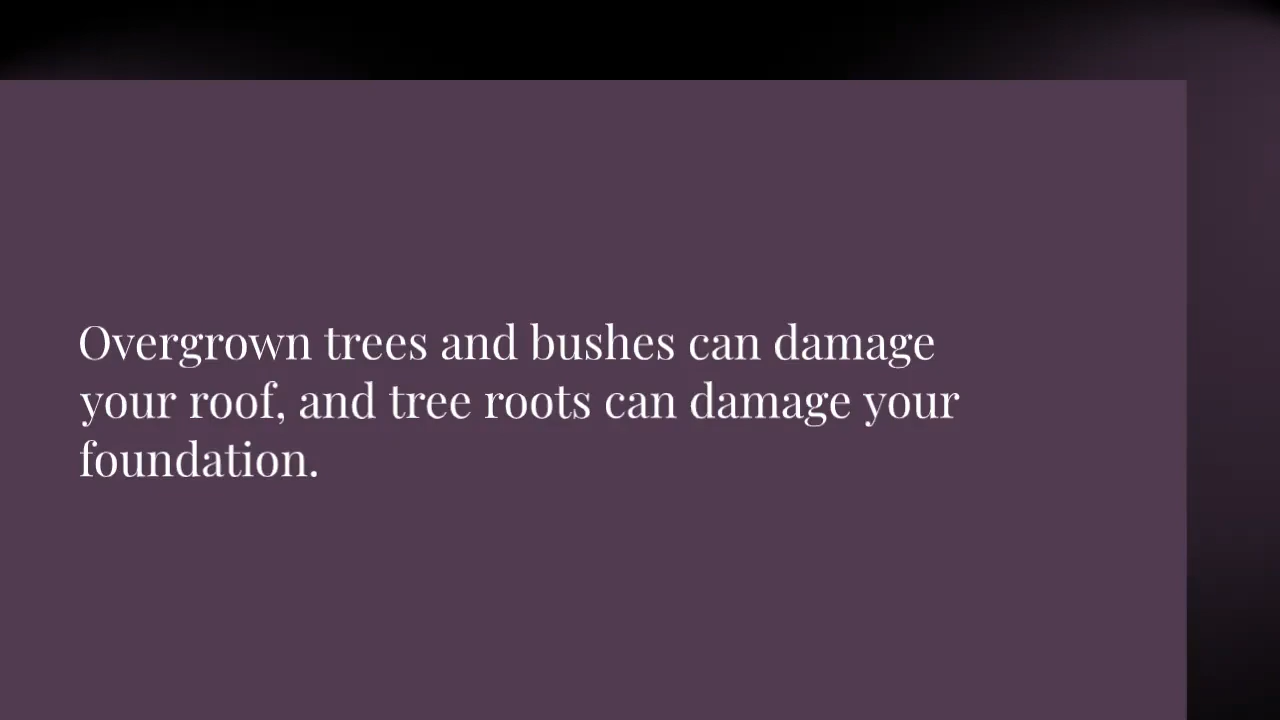 Overgrown trees and bushes can damage
your roof, and tree roots can damage your
foundation.